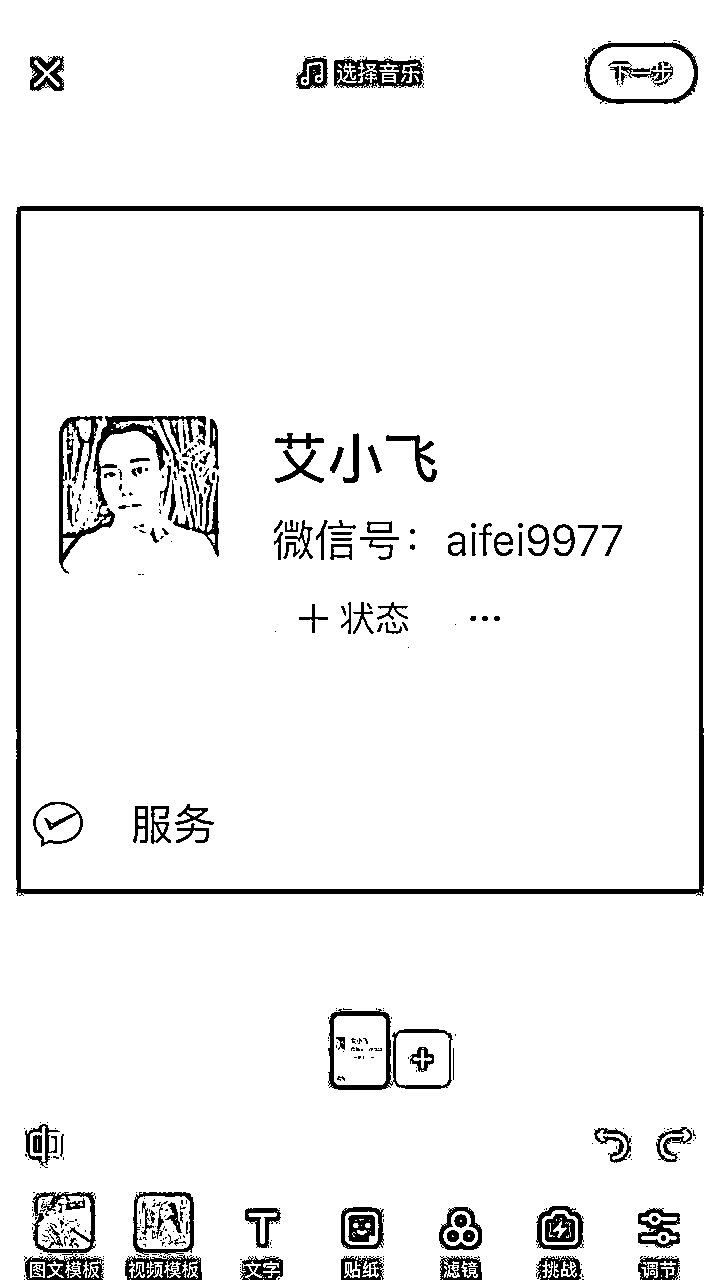 选择音乐
下一步
艾小飞
微信号：aifei9977
+ 状态 ...
服务
图文模板 视频模板 文字 贴纸 滤镜 挑战 调节